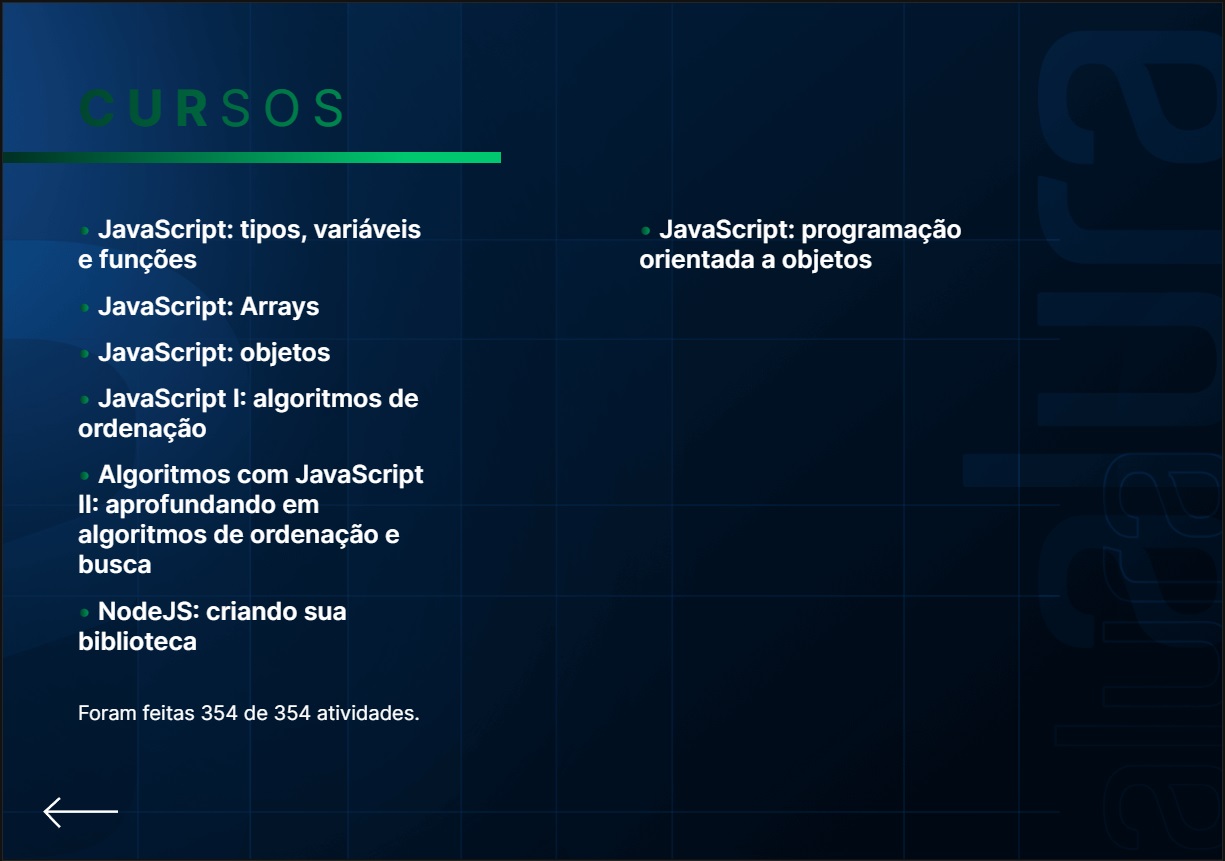 CURSOS
• JavaScript: tipos, variáveis
e funções
• JavaScript: Arrays
• JavaScript: objetos
• JavaScript I: algoritmos de
ordenação
• Algoritmos com JavaScript
II: aprofundando em
algoritmos de ordenação e
busca
• NodeJS: criando sua
biblioteca
• JavaScript: programação
orientada a objetos
Foram feitas 354 de 354 atividades.
alura
alura